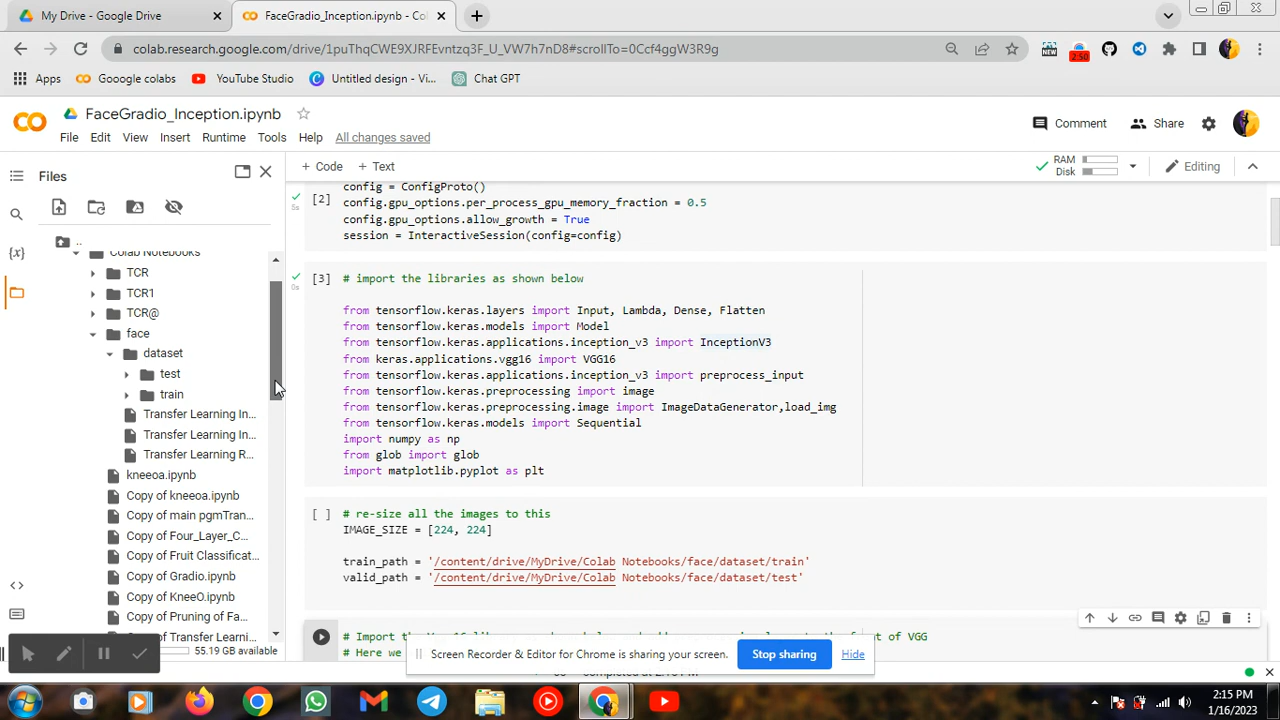 My Drive - Google Drive
FaceGradio_Inception.ipynb - Col
colab.research.google.com/drive/1puThqCWE9XJRFEvntzq3F_U_VW7h7nD8#scrollTo=0Ccf4ggW3R9g
NEW
2:50
Apps
Gooogle colabs
YouTube Studio
Untitled design - Vi...
Chat GPT
FaceGradio_Inception.ipynb
File Edit View Insert Runtime Tools Help All changes saved
Comment
Share
+ Code + Text
RAM
Disk
Editing
Files
{x}
..
Colab Notebooks
TCR
TCR1
TCR@
face
dataset
test
train
Transfer Learning In...
Transfer Learning In...
Transfer Learning R...
kneeoa.ipynb
Copy of kneeoa.ipynb
Copy of main pgmTran...
Copy of Four_Layer_C...
Copy of Fruit Classificat...
Copy of Gradio.ipynb
Copy of KneeO.ipynb
Copy of Pruning of Fa...
Copy of Transfer Learni...
55.19 GB available
config = ConfigProto()
[2] config.gpu_options.per_process_gpu_memory_fraction = 0.5
config.gpu_options.allow_growth = True
session = InteractiveSession(config=config)
[3] # import the libraries as shown below
from tensorflow.keras.layers import Input, Lambda, Dense, Flatten
from tensorflow.keras.models import Model
from tensorflow.keras.applications.inception_v3 import InceptionV3
from keras.applications.vgg16 import VGG16
from tensorflow.keras.applications.inception_v3 import preprocess_input
from tensorflow.keras.preprocessing import image
from tensorflow.keras.preprocessing.image import ImageDataGenerator,load_img
from tensorflow.keras.models import Sequential
import numpy as np
from glob import glob
import matplotlib.pyplot as plt
[ ] # re-size all the images to this
IMAGE_SIZE = [224, 224]
train_path = '/content/drive/MyDrive/Colab Notebooks/face/dataset/train'
valid_path = '/content/drive/MyDrive/Colab Notebooks/face/dataset/test'
# Import the
of VGG
# Here we
Screen Recorder & Editor for Chrome is sharing your screen.
Stop sharing
Hide
2:15 PM
1/16/2023